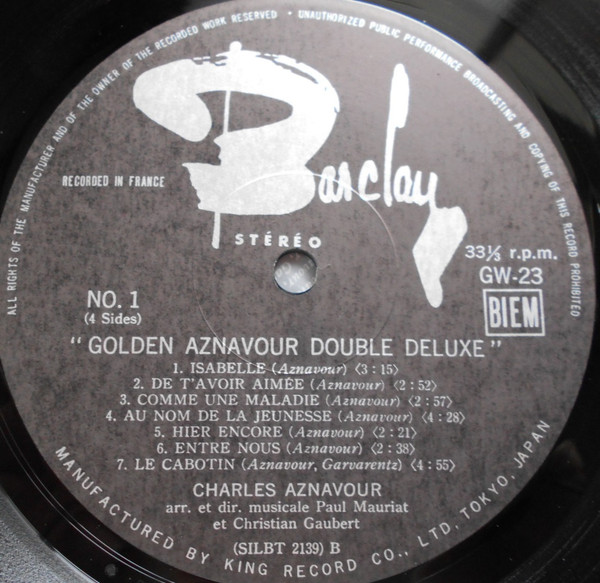 ALL RIGHTS OF THE MANUFACTURER AND OF THE OWNER OF THE RECORDED WORK RESERVED • UNAUTHORIZED PUBLIC PERFORMANCE BROADCASTING AND COPYING OF THIS RECORD PROHIBITED
Barclay
RECORDED IN FRANCE
STÉRÉO
33⅓ r.p.m.
GW-23
BIEM
NO. 1
(4 Sides)
"GOLDEN AZNAVOUR DOUBLE DELUXE"
1. ISABELLE (Aznavour) 〈3:15〉
2. DE T'AVOIR AIMÉE (Aznavour) 〈2:52〉
3. COMME UNE MALADIE (Aznavour) 〈2:57〉
4. AU NOM DE LA JEUNESSE (Aznavour) 〈4:28〉
5. HIER ENCORE (Aznavour) 〈2:21〉
6. ENTRE NOUS (Aznavour) 〈2:38〉
7. LE CABOTIN (Aznavour, Garvarentz) 〈4:55〉
CHARLES AZNAVOUR
arr. et dir. musicale Paul Mauriat
et Christian Gaubert
(SILBT 2139) B
MANUFACTURED BY KING RECORD CO., LTD. TOKYO, JAPAN